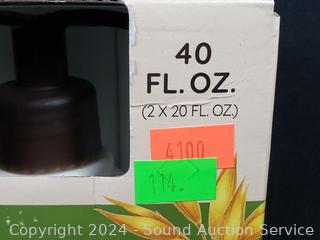 40
FL. OZ.
(2 X 20 FL. OZ.)
4100
114.
Copyright 2024 - Sound Auction Service